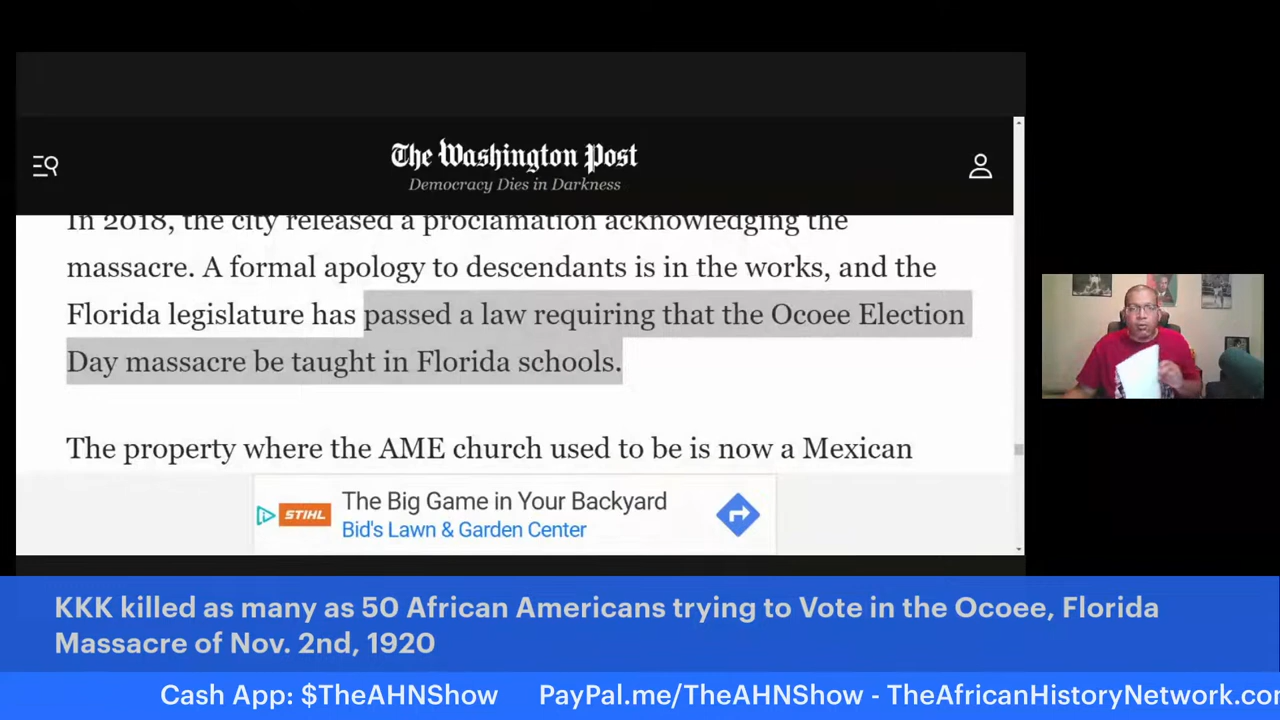 The Washington Post
Democracy Dies in Darkness
In 2018, the city released a proclamation acknowledging the
massacre. A formal apology to descendants is in the works, and the
Florida legislature has passed a law requiring that the Ocoee Election
Day massacre be taught in Florida schools.
The property where the AME church used to be is now a Mexican
STIHL
The Big Game in Your Backyard
Bid's Lawn & Garden Center
KKK killed as many as 50 African Americans trying to Vote in the Ocoee, Florida
Massacre of Nov. 2nd, 1920
Cash App: $TheAHNShow PayPal.me/TheAHNShow - TheAfricanHistoryNetwork.com